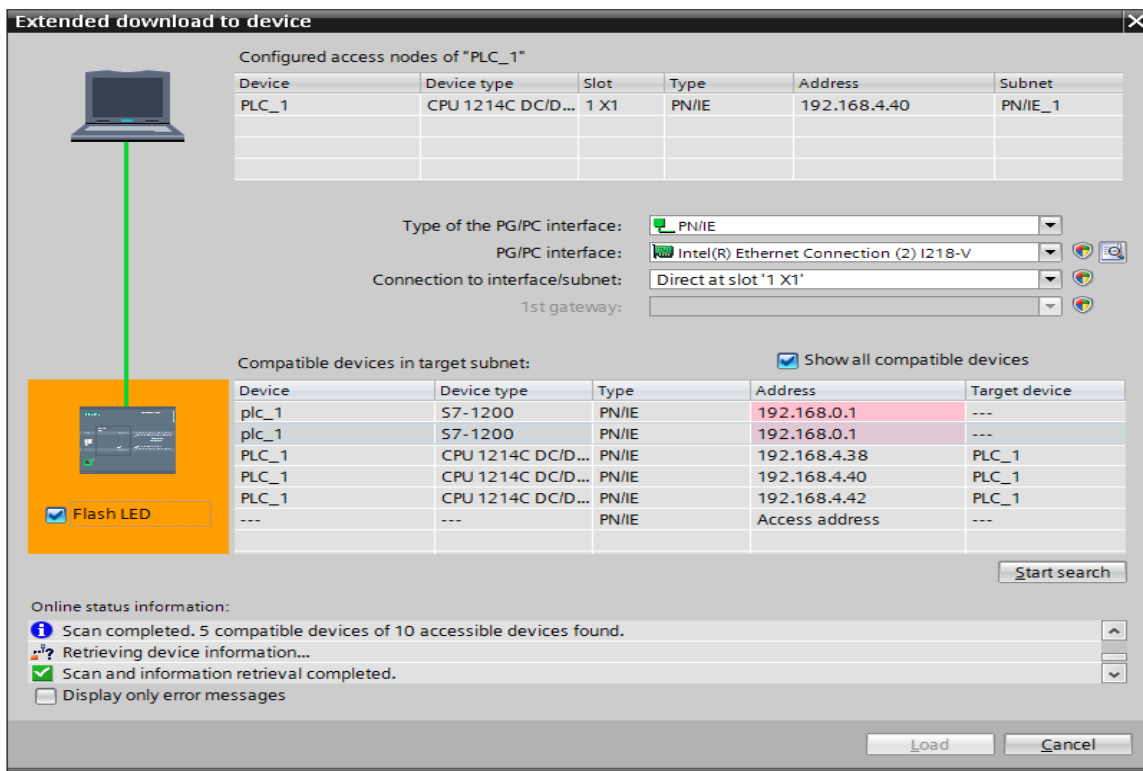 Extended download to device
Configured access nodes of "PLC_1"
Device Device type Slot Type Address Subnet
PLC_1 CPU 1214C DC/D... 1 X1 PN/IE 192.168.4.40 PN/IE_1
Type of the PG/PC interface: PN/IE
PG/PC interface: Intel(R) Ethernet Connection (2) I218-V
Connection to interface/subnet: Direct at slot '1 X1'
1st gateway:
Compatible devices in target subnet: Show all compatible devices
Device Device type Type Address Target device
plc_1 S7-1200 PN/IE 192.168.0.1 ---
plc_1 S7-1200 PN/IE 192.168.0.1 ---
PLC_1 CPU 1214C DC/D... PN/IE 192.168.4.38 PLC_1
PLC_1 CPU 1214C DC/D... PN/IE 192.168.4.40 PLC_1
PLC_1 CPU 1214C DC/D... PN/IE 192.168.4.42 PLC_1
--- --- PN/IE Access address ---
Flash LED
Start search
Online status information:
Scan completed. 5 compatible devices of 10 accessible devices found.
Retrieving device information...
Scan and information retrieval completed.
Display only error messages
Load Cancel